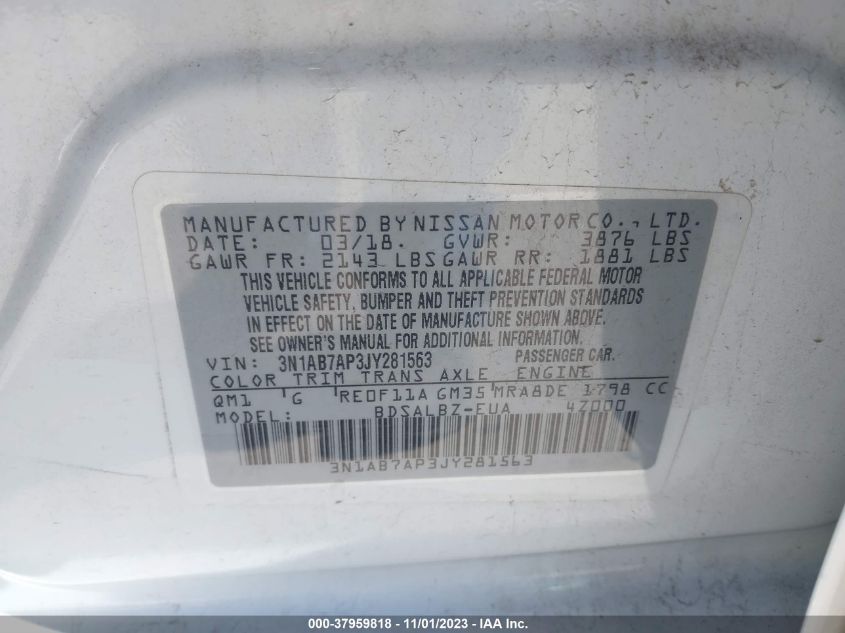 MANUFACTURED BY NISSAN MOTOR CO., LTD.
DATE: 03/18. GVWR: 3876 LBS
GAWR FR: 2143 LBS GAWR RR: 1881 LBS
THIS VEHICLE CONFORMS TO ALL APPLICABLE FEDERAL MOTOR
VEHICLE SAFETY, BUMPER AND THEFT PREVENTION STANDARDS
IN EFFECT ON THE DATE OF MANUFACTURE SHOWN ABOVE.
SEE OWNER'S MANUAL FOR ADDITIONAL INFORMATION
VIN: 3N1AB7AP3JY281563 PASSENGER CAR.
COLOR TRIM TRANS AXLE ENGINE
QM1 G RE0F11A GM35 MRA8DE 1798 CC
MODEL: BDSALBZ-EUA 4Z000
3N1AB7AP3JY281563
000-37959818 - 11/01/2023 - IAA Inc.